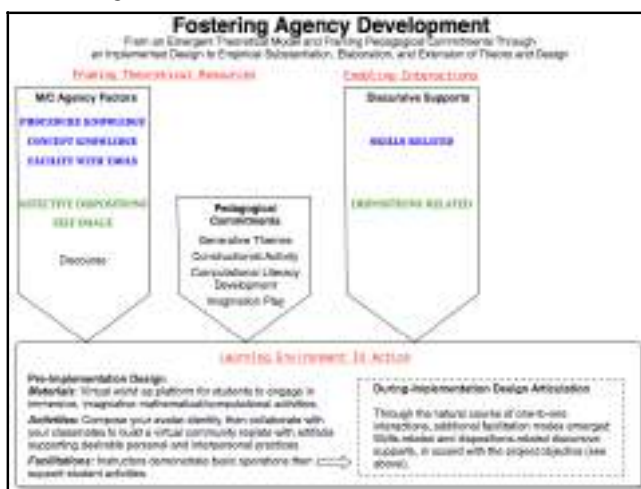 Fostering Agency Development
From an Emergent Theoretical Model and Framing Pedagogical Commitments Through
an Implemented Design to Empirical Substantiation, Elaboration, and Extension of Theory and Design
Framing Theoretical Resources
Enabling Interactions
M/C Agency Factors
PROCEDURE KNOWLEDGE
CONCEPT KNOWLEDGE
FACILITY WITH TOOLS
AFFECTIVE DISPOSITIONS
SELF IMAGE
Discourse
Pedagogical
Commitments
Generative Themes
Constructionist Activity
Computational Literacy
Development
Imagination Play
Discursive Supports
SKILLS RELATED
DISPOSITIONS RELATED
Learning Environment In Action
Pre-Implementation Design
Materials: Virtual world as platform for students to engage in
immersive, imaginative mathematical/computational activities.
Activities: Compose your avatar identity, then collaborate with
your classmates to build a virtual community replete with
supporting desirable personal and interpersonal practices
Facilitations: Instructors demonstrate basic operations then
support student activities
During-Implementation Design Articulation
Through the natural course of one-to-one
interactions, additional facilitation modes emerged:
Skills-related and dispositions-related discursive
supports, in accord with the project objective (see
above).